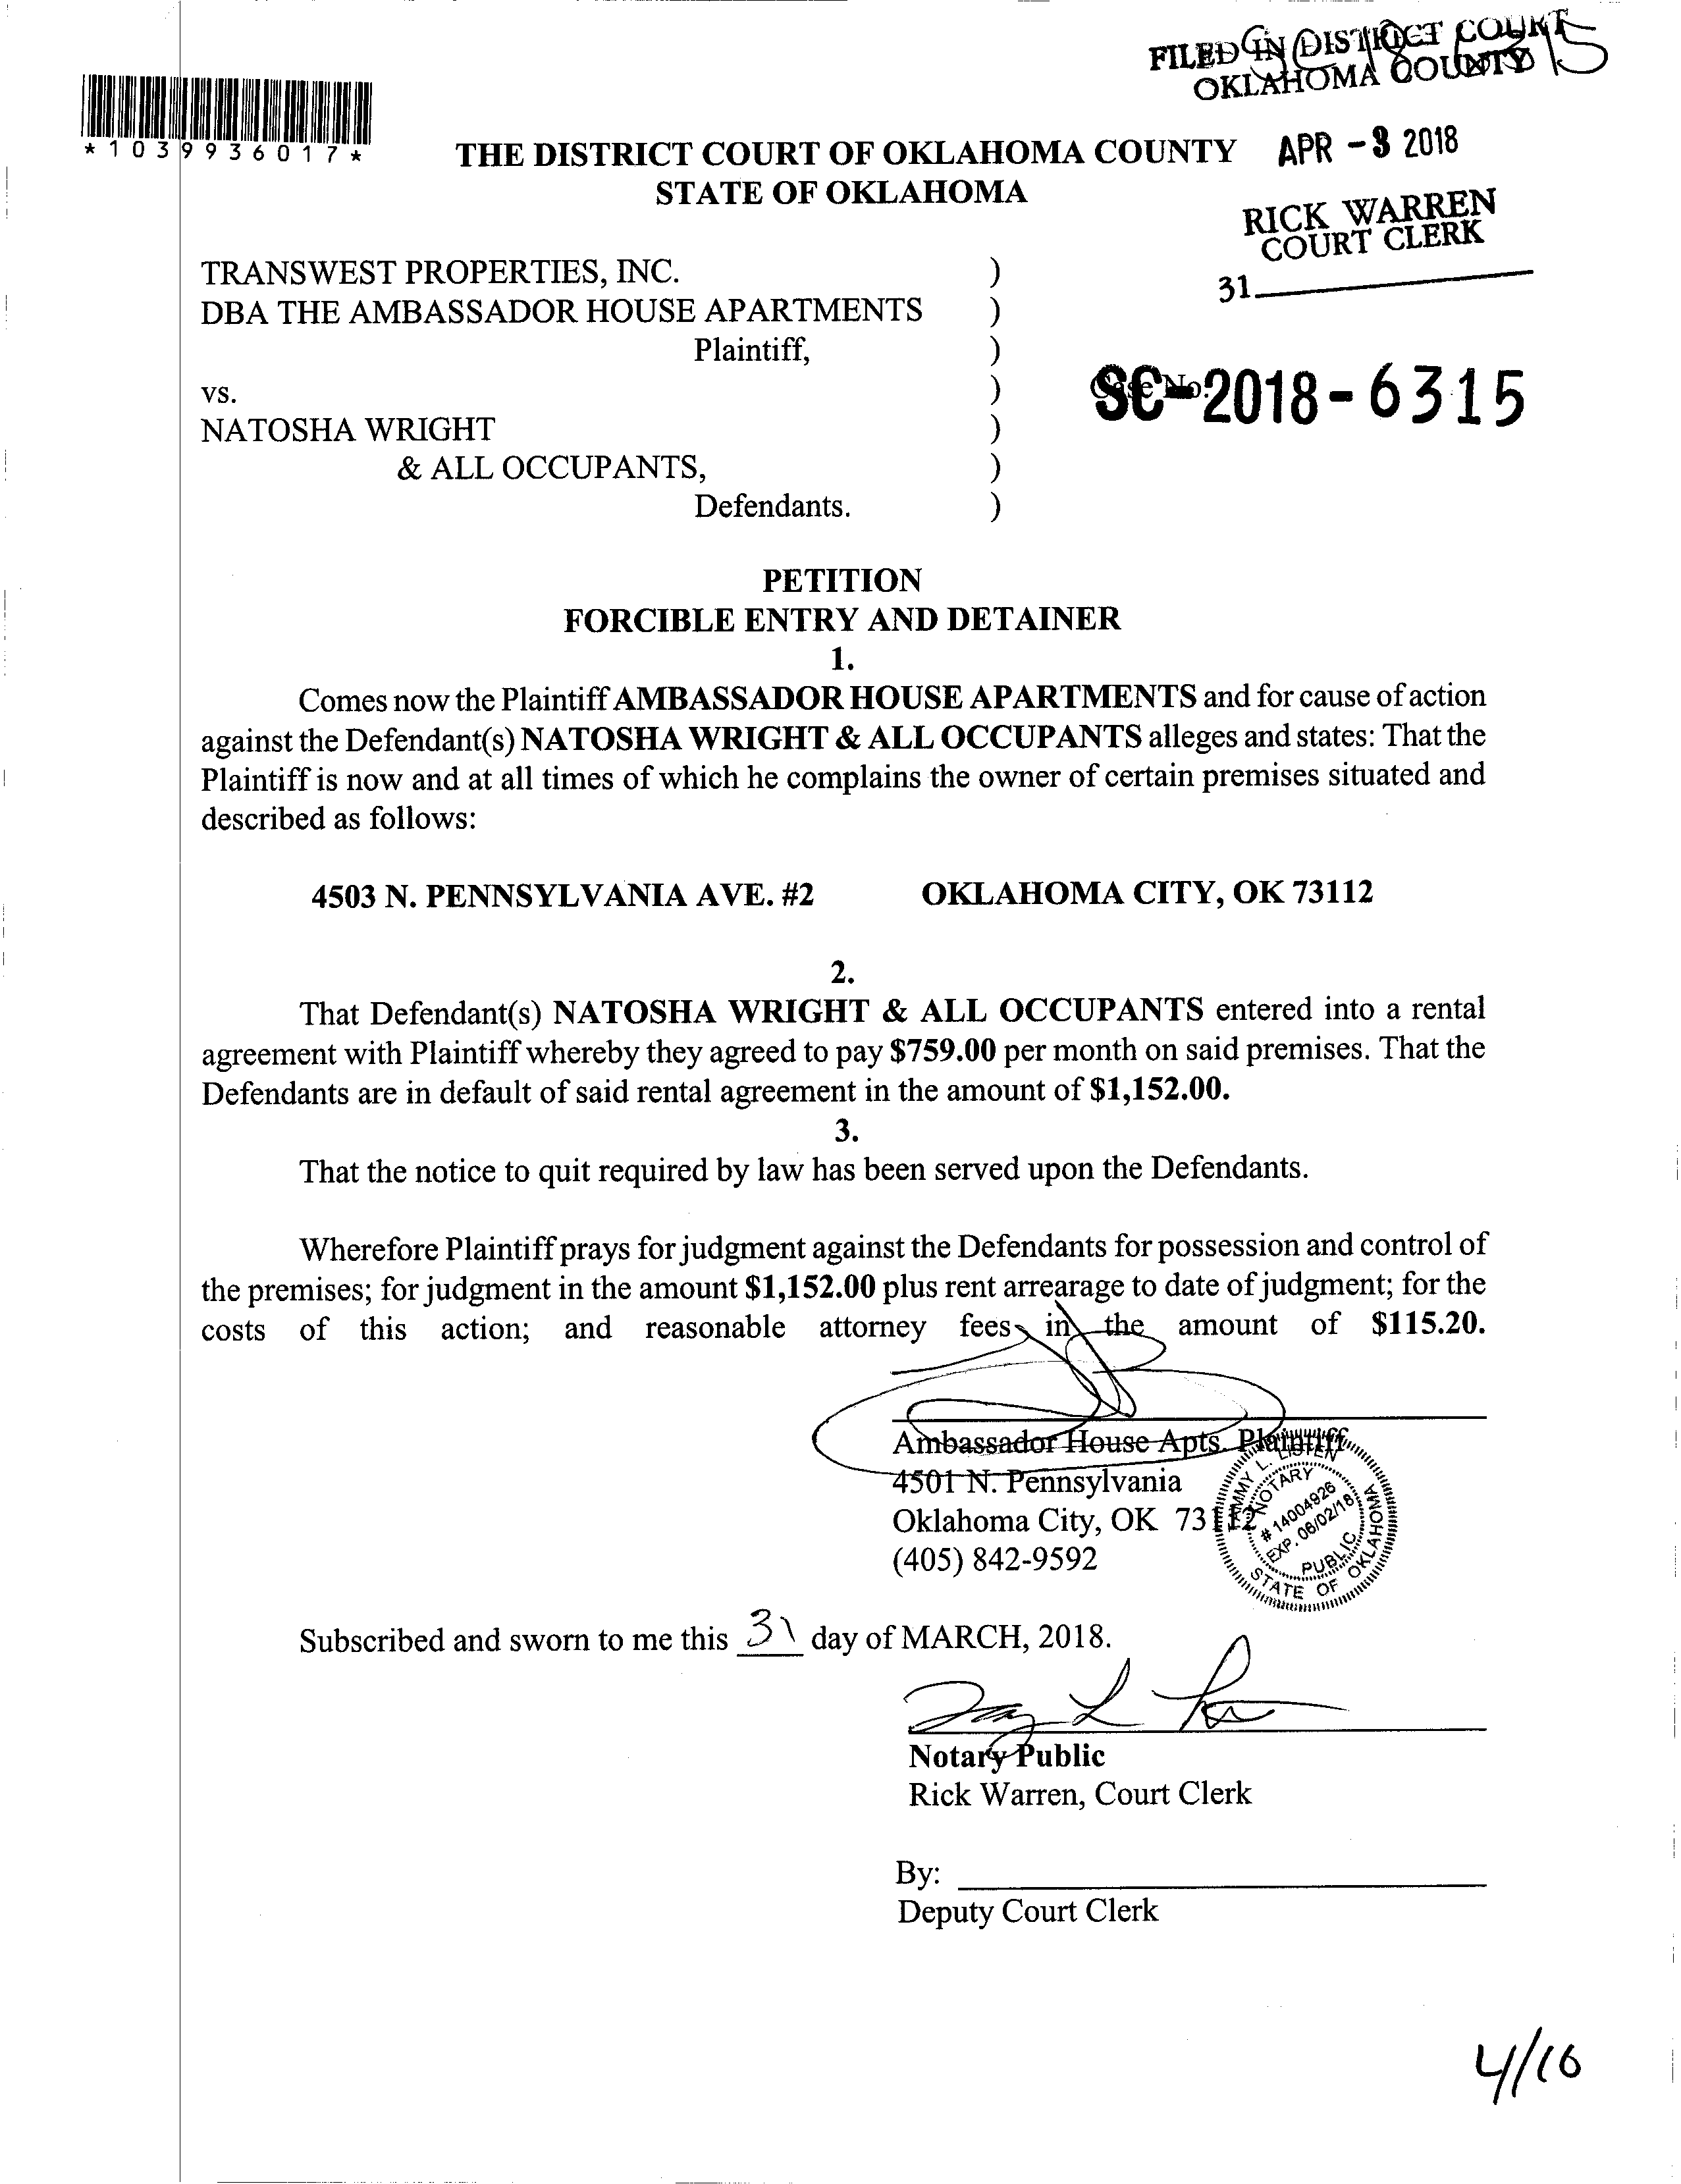 FILED IN DISTRICT COURT
OKLAHOMA COUNTY
*1039936017*
THE DISTRICT COURT OF OKLAHOMA COUNTY
STATE OF OKLAHOMA
APR -3 2018
RICK WARREN
COURT CLERK
31
TRANSWEST PROPERTIES, INC. )
DBA THE AMBASSADOR HOUSE APARTMENTS )
Plaintiff, )
vs. )
Case No.
SC-2018-6315
NATOSHA WRIGHT )
& ALL OCCUPANTS, )
Defendants. )
PETITION
FORCIBLE ENTRY AND DETAINER
1.
Comes now the Plaintiff AMBASSADOR HOUSE APARTMENTS and for cause of action
against the Defendant(s) NATOSHA WRIGHT & ALL OCCUPANTS alleges and states: That the
Plaintiff is now and at all times of which he complains the owner of certain premises situated and
described as follows:
4503 N. PENNSYLVANIA AVE. #2 OKLAHOMA CITY, OK 73112
2.
That Defendant(s) NATOSHA WRIGHT & ALL OCCUPANTS entered into a rental
agreement with Plaintiff whereby they agreed to pay $759.00 per month on said premises. That the
Defendants are in default of said rental agreement in the amount of $1,152.00.
3.
That the notice to quit required by law has been served upon the Defendants.
Wherefore Plaintiff prays for judgment against the Defendants for possession and control of
the premises; for judgment in the amount $1,152.00 plus rent arrearage to date of judgment; for the
costs of this action; and reasonable attorney fees in the amount of $115.20.
Ambassador House Apts. Plaintiff
4501 N. Pennsylvania
Oklahoma City, OK 73112
(405) 842-9592
L. LISTEN
NOTARY
# 14004926
EXP. 06/02/18
PUBLIC
STATE OF OKLAHOMA
Subscribed and sworn to me this 31 day of MARCH, 2018.
Notary Public
Rick Warren, Court Clerk
By:
Deputy Court Clerk
4/16